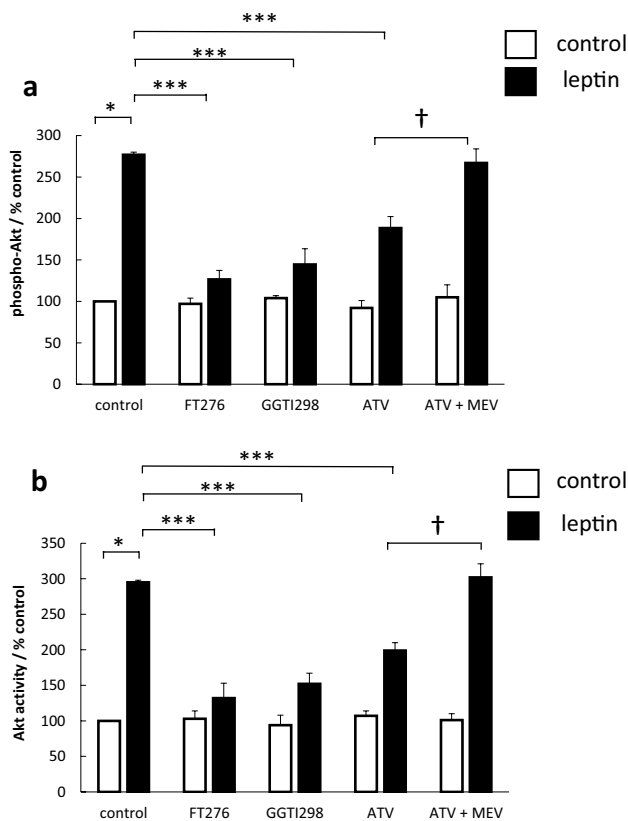 ***
control
***
leptin
a
***
*
†
300
250
200
150
100
50
0
phospho-Akt / % control
control FT276 GGTI298 ATV ATV + MEV
***
control
b
***
leptin
***
†
*
350
300
250
200
150
100
50
0
Akt activity / % control
control FT276 GGTI298 ATV ATV + MEV